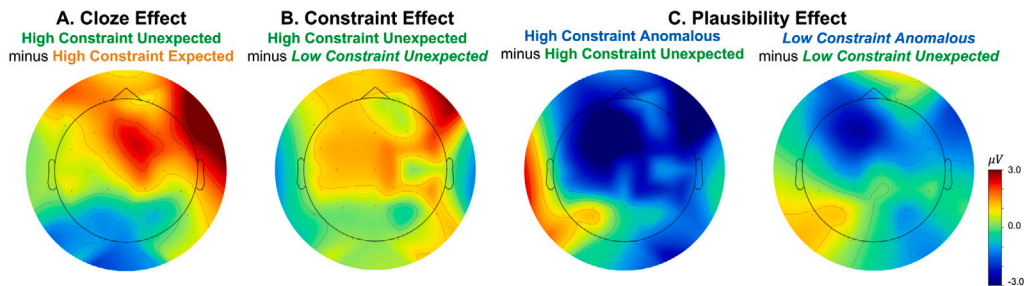 A. Cloze Effect
High Constraint Unexpected
minus High Constraint Expected
B. Constraint Effect
High Constraint Unexpected
minus Low Constraint Unexpected
C. Plausibility Effect
High Constraint Anomalous
minus High Constraint Unexpected
Low Constraint Anomalous
minus Low Constraint Unexpected
μV
3.0
0.0
-3.0